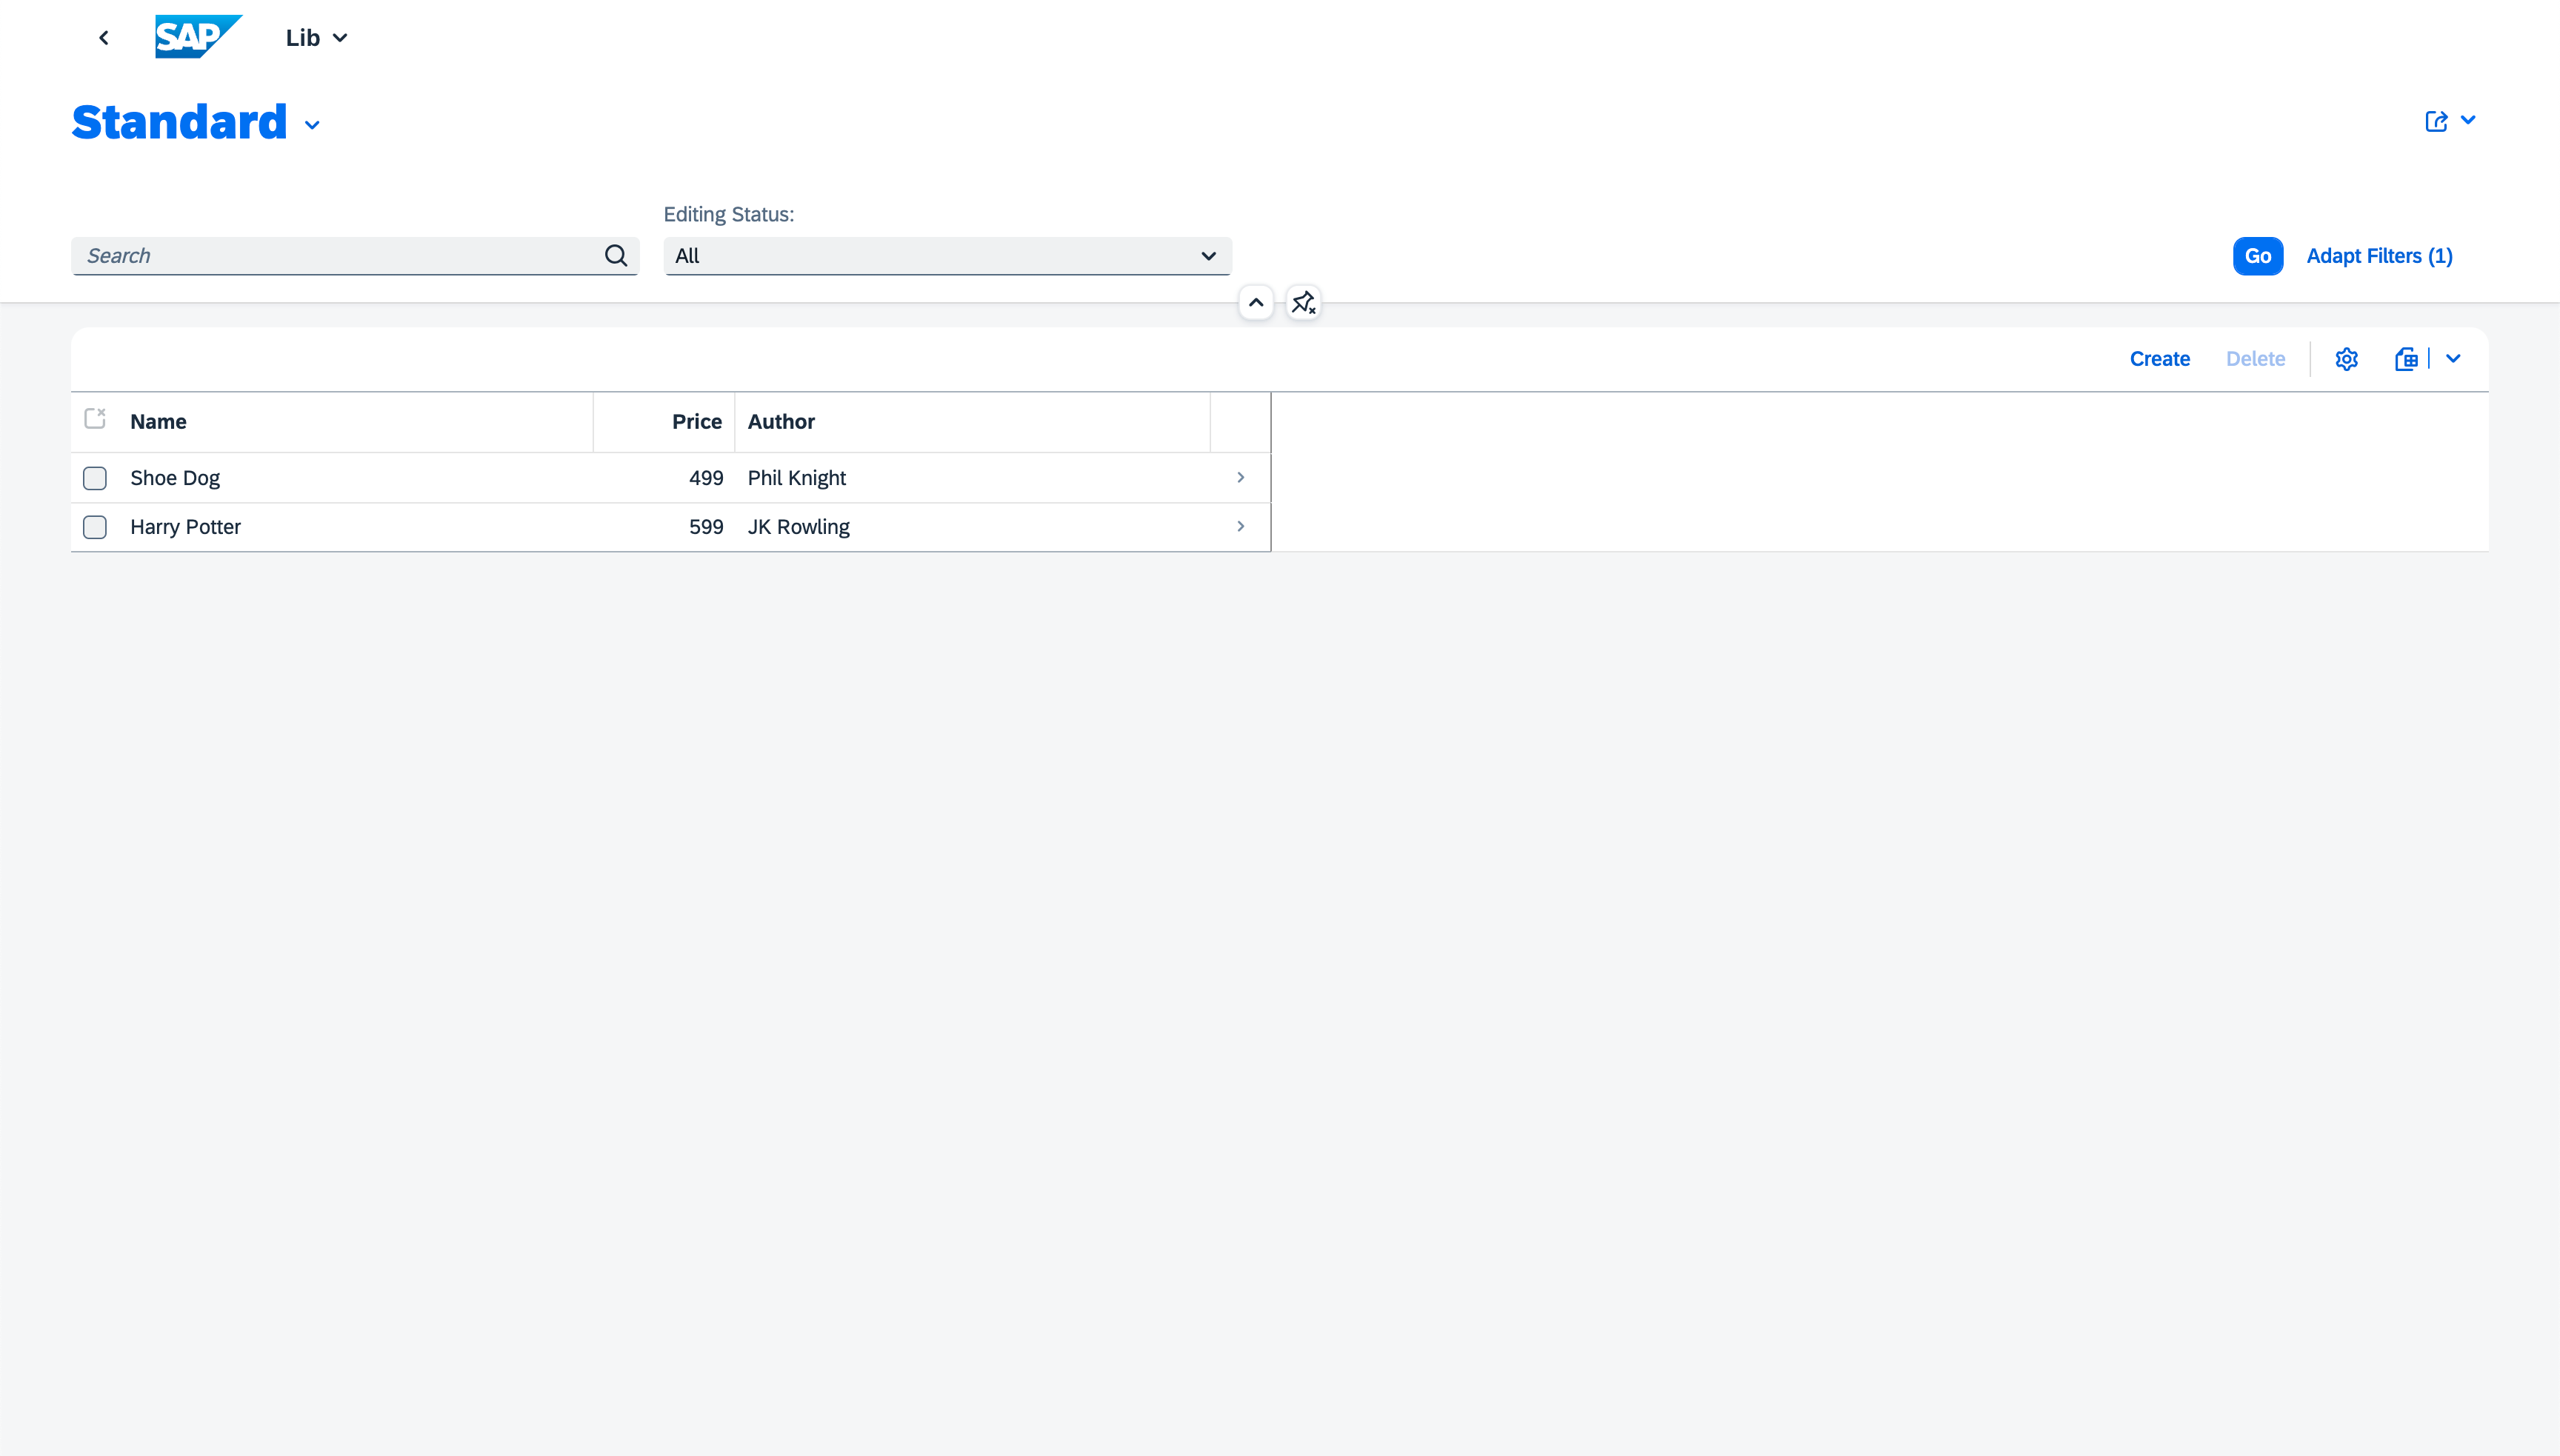 SAP Lib
Standard
Editing Status:
Search All Go Adapt Filters (1)
Create Delete
Name Price Author
Shoe Dog 499 Phil Knight
Harry Potter 599 JK Rowling